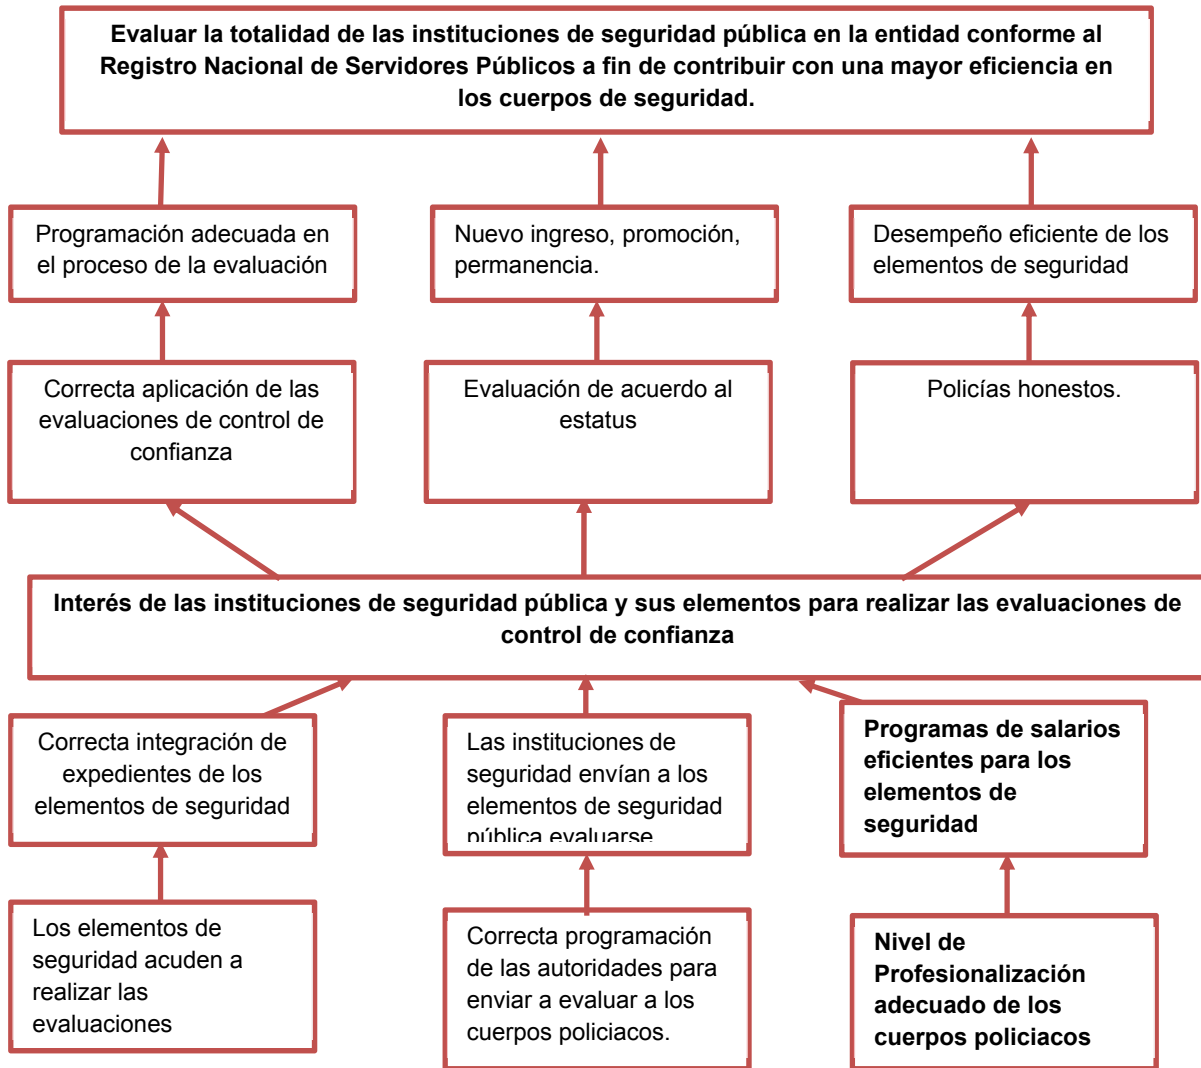 Evaluar la totalidad de las instituciones de seguridad pública en la entidad conforme al
Registro Nacional de Servidores Públicos a fin de contribuir con una mayor eficiencia en
los cuerpos de seguridad.
Programación adecuada en
el proceso de la evaluación
Nuevo ingreso, promoción,
permanencia.
Desempeño eficiente de los
elementos de seguridad
Correcta aplicación de las
evaluaciones de control de
confianza
Evaluación de acuerdo al
estatus
Policías honestos.
Interés de las instituciones de seguridad pública y sus elementos para realizar las evaluaciones de
control de confianza
Correcta integración de
expedientes de los
elementos de seguridad
Las instituciones de
seguridad envían a los
elementos de seguridad
pública evaluarse
Programas de salarios
eficientes para los
elementos de
seguridad
Los elementos de
seguridad acuden a
realizar las
evaluaciones
Correcta programación
de las autoridades para
enviar a evaluar a los
cuerpos policiacos.
Nivel de
Profesionalización
adecuado de los
cuerpos policiacos